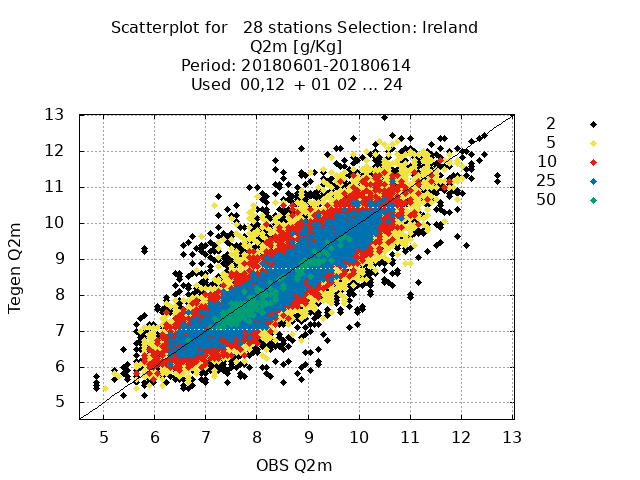 Scatterplot for   28 stations Selection: Ireland
Q2m [g/Kg]
Period: 20180601-20180614
Used  00,12  + 01 02 ... 24
13
12
11
10
9
8
7
6
5
Tegen Q2m
5 6 7 8 9 10 11 12 13
OBS Q2m
2
5
10
25
50